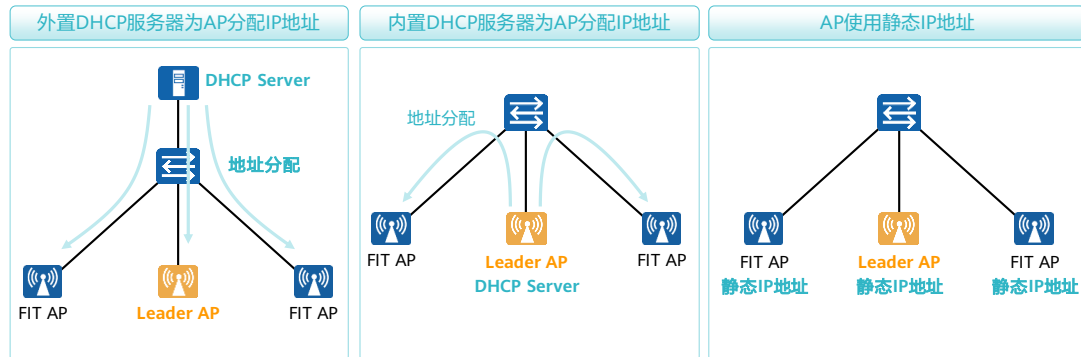 外置DHCP服务器为AP分配IP地址
DHCP Server
地址分配
FIT AP
Leader AP
FIT AP
内置DHCP服务器为AP分配IP地址
地址分配
FIT AP
Leader AP
DHCP Server
FIT AP
AP使用静态IP地址
FIT AP
静态IP地址
Leader AP
静态IP地址
FIT AP
静态IP地址